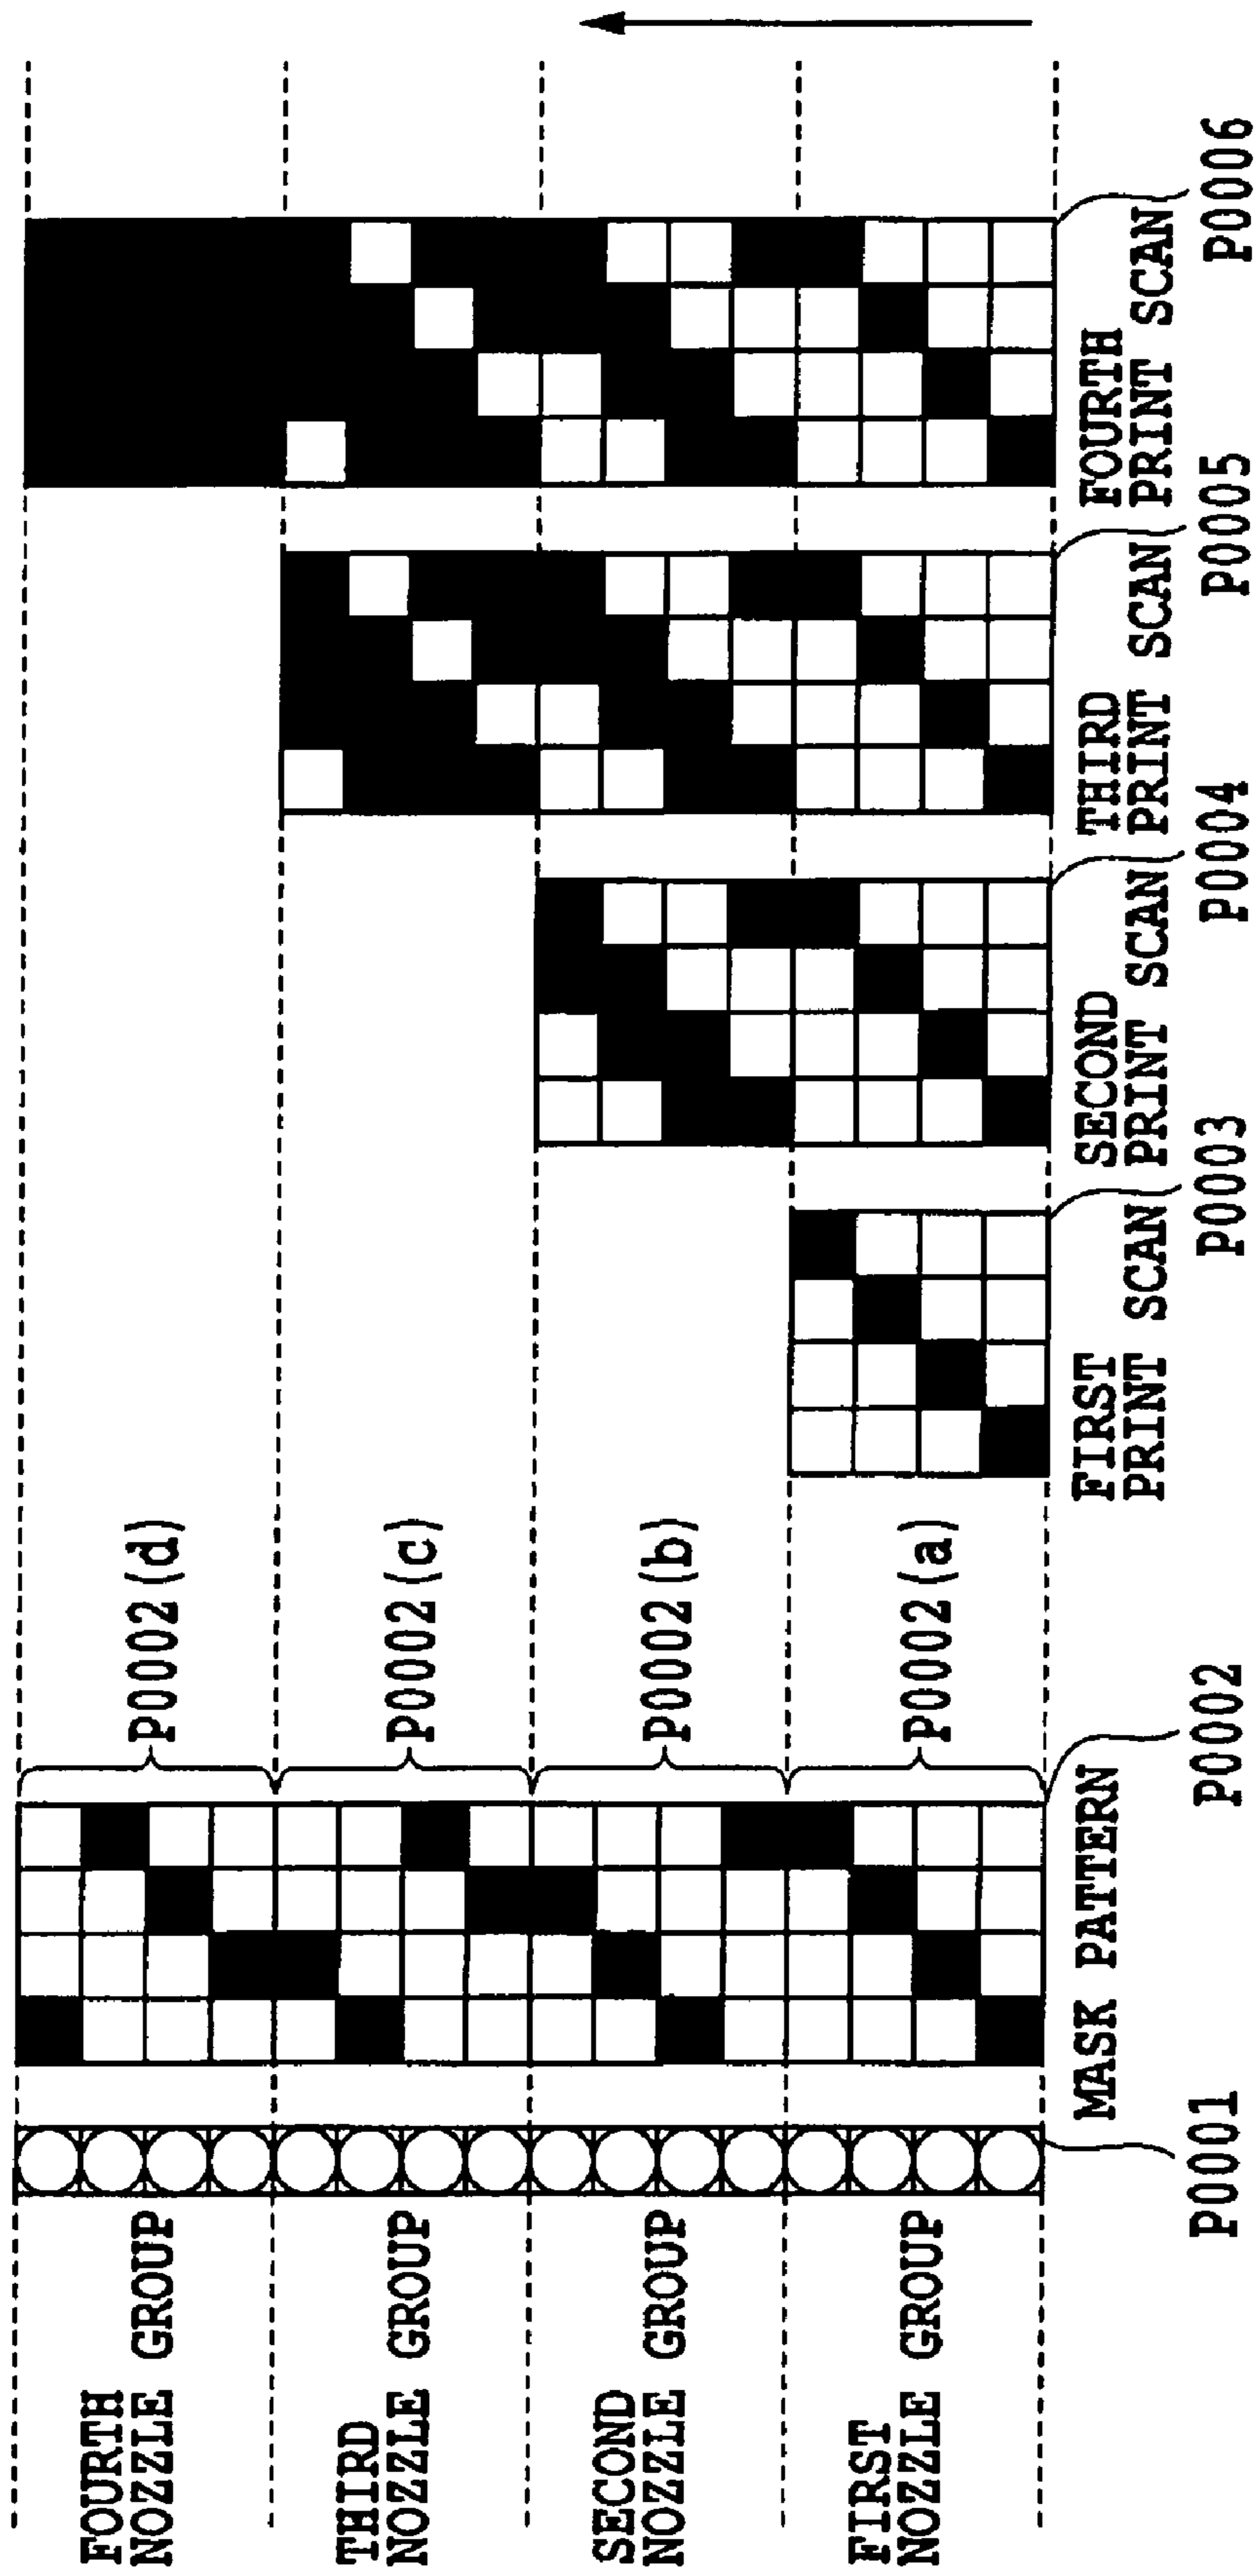 FOURTH
NOZZLE GROUP
THIRD
NOZZLE GROUP
SECOND
NOZZLE GROUP
FIRST
NOZZLE GROUP
P0001
MASK PATTERN
P0002
P0002(d)
P0002(c)
P0002(b)
P0002(a)
FIRST
PRINT SCAN
P0003
SECOND
PRINT SCAN
P0004
THIRD
PRINT SCAN
P0005
FOURTH
PRINT SCAN
P0006